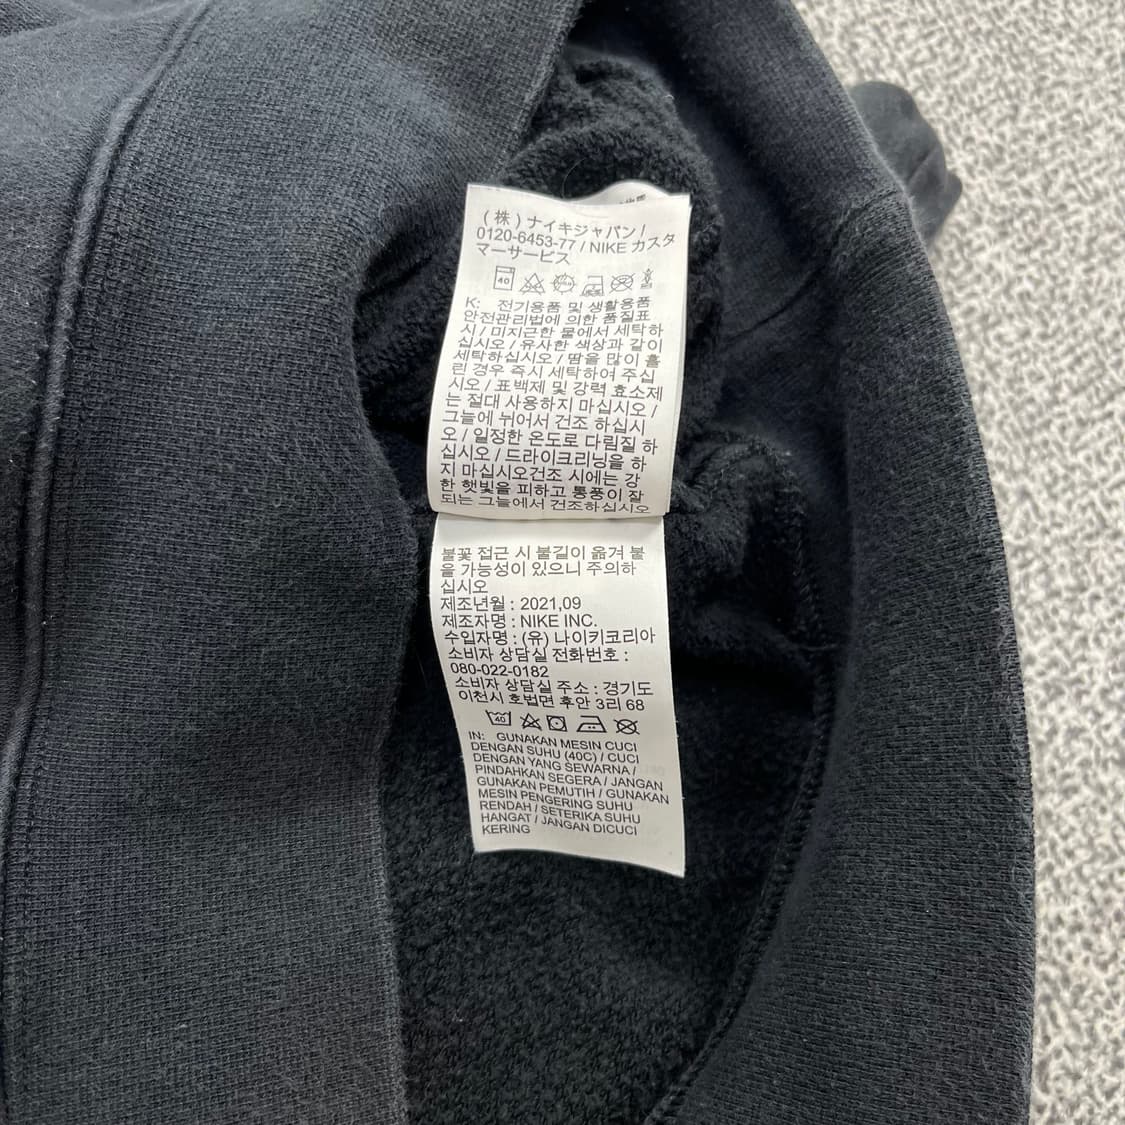 (株) ナイキジャパン /
0120-6453-77 / NIKE カスタ
マーサービス
40
K: 전기용품 및 생활용품
안전관리법에 의한 품질표
시 / 미지근한 물에서 세탁하
십시오 / 유사한 색상과 같이
세탁하십시오 / 땀을 많이 흘
린 경우 즉시 세탁하여 주십
시오 / 표백제 및 강력 효소제
는 절대 사용하지 마십시오 /
그늘에 뉘어서 건조 하십시
오 / 일정한 온도로 다림질 하
십시오 / 드라이크리닝을 하
지 마십시오건조 시에는 강
한 햇빛을 피하고 통풍이 잘
되는 그늘에서 건조하십시오
불꽃 접근 시 불길이 옮겨 붙
을 가능성이 있으니 주의하
십시오
제조년월 : 2021,09
제조자명 : NIKE INC.
수입자명 : (유) 나이키코리아
소비자 상담실 전화번호 :
080-022-0182
소비자 상담실 주소 : 경기도
이천시 호법면 후안 3리 68
40
IN: GUNAKAN MESIN CUCI
DENGAN SUHU (40C) / CUCI
DENGAN YANG SEWARNA /
PINDAHKAN SEGERA / JANGAN
GUNAKAN PEMUTIH / GUNAKAN
MESIN PENGERING SUHU
RENDAH / SETERIKA SUHU
HANGAT / JANGAN DICUCI
KERING